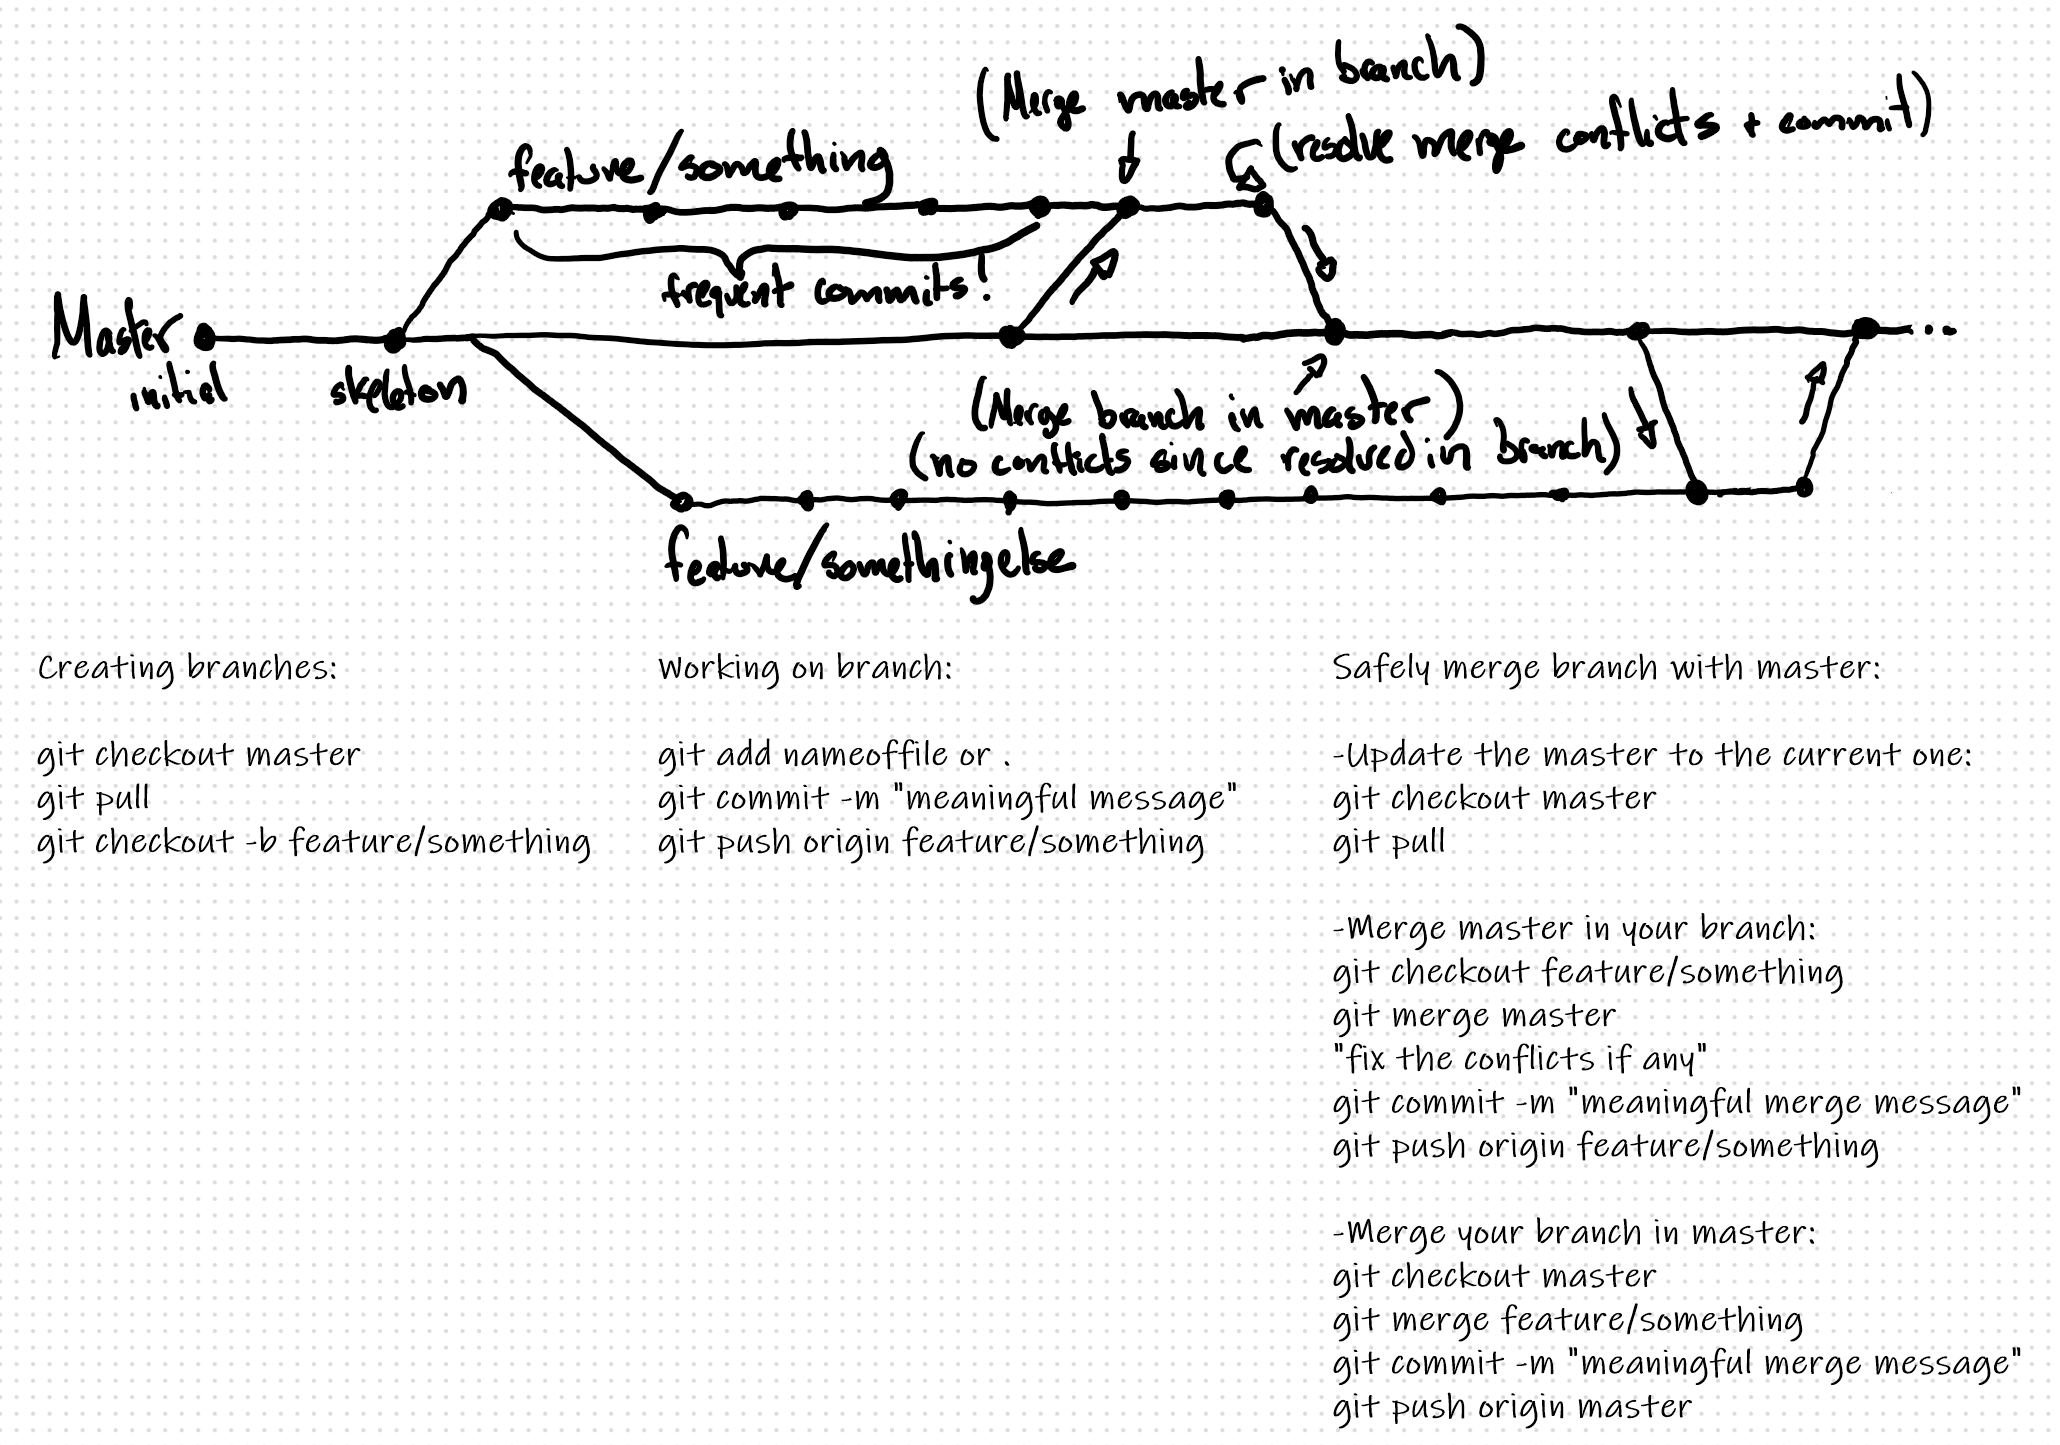 (Merge master in branch)
(resolve merge conflicts + commit)
feature/something
frequent commits!
Master
initial
skeleton
(Merge branch in master)
(no conflicts since resolved in branch)
feature/somethingelse
Creating branches:
git checkout master
git pull
git checkout -b feature/something
Working on branch:
git add nameoffile or .
git commit -m "meaningful message"
git push origin feature/something
Safely merge branch with master:
-Update the master to the current one:
git checkout master
git pull
-Merge master in your branch:
git checkout feature/something
git merge master
"fix the conflicts if any"
git commit -m "meaningful merge message"
git push origin feature/something
-Merge your branch in master:
git checkout master
git merge feature/something
git commit -m "meaningful merge message"
git push origin master